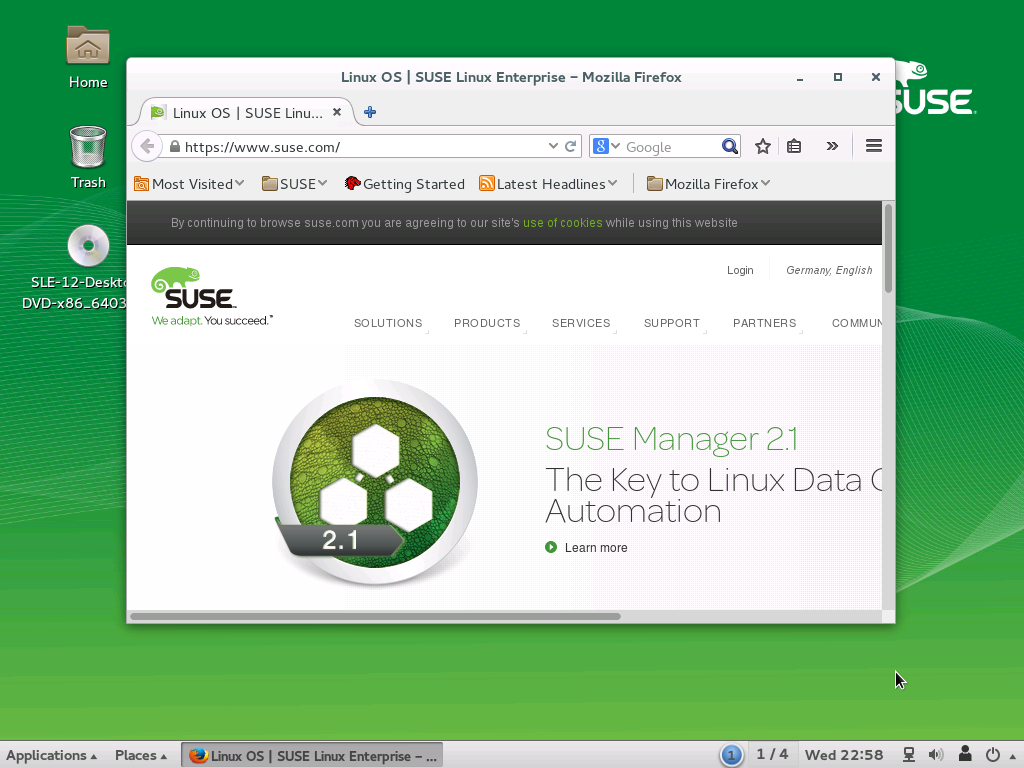 Home
Trash
SLE-12-Deskto
DVD-x86_6403
SUSE
Linux OS | SUSE Linux Enterprise – Mozilla Firefox
Linux OS | SUSE Linu...
https://www.suse.com/
8 Google
Most Visited SUSE Getting Started Latest Headlines Mozilla Firefox
By continuing to browse suse.com you are agreeing to our site's use of cookies while using this website
Login Germany, English
SUSE
We adapt. You succeed.
SOLUTIONS PRODUCTS SERVICES SUPPORT PARTNERS COMMUN
2.1
SUSE Manager 2.1
The Key to Linux Data C
Automation
Learn more
Applications Places Linux OS | SUSE Linux Enterprise – ... 1 1 / 4 Wed 22:58